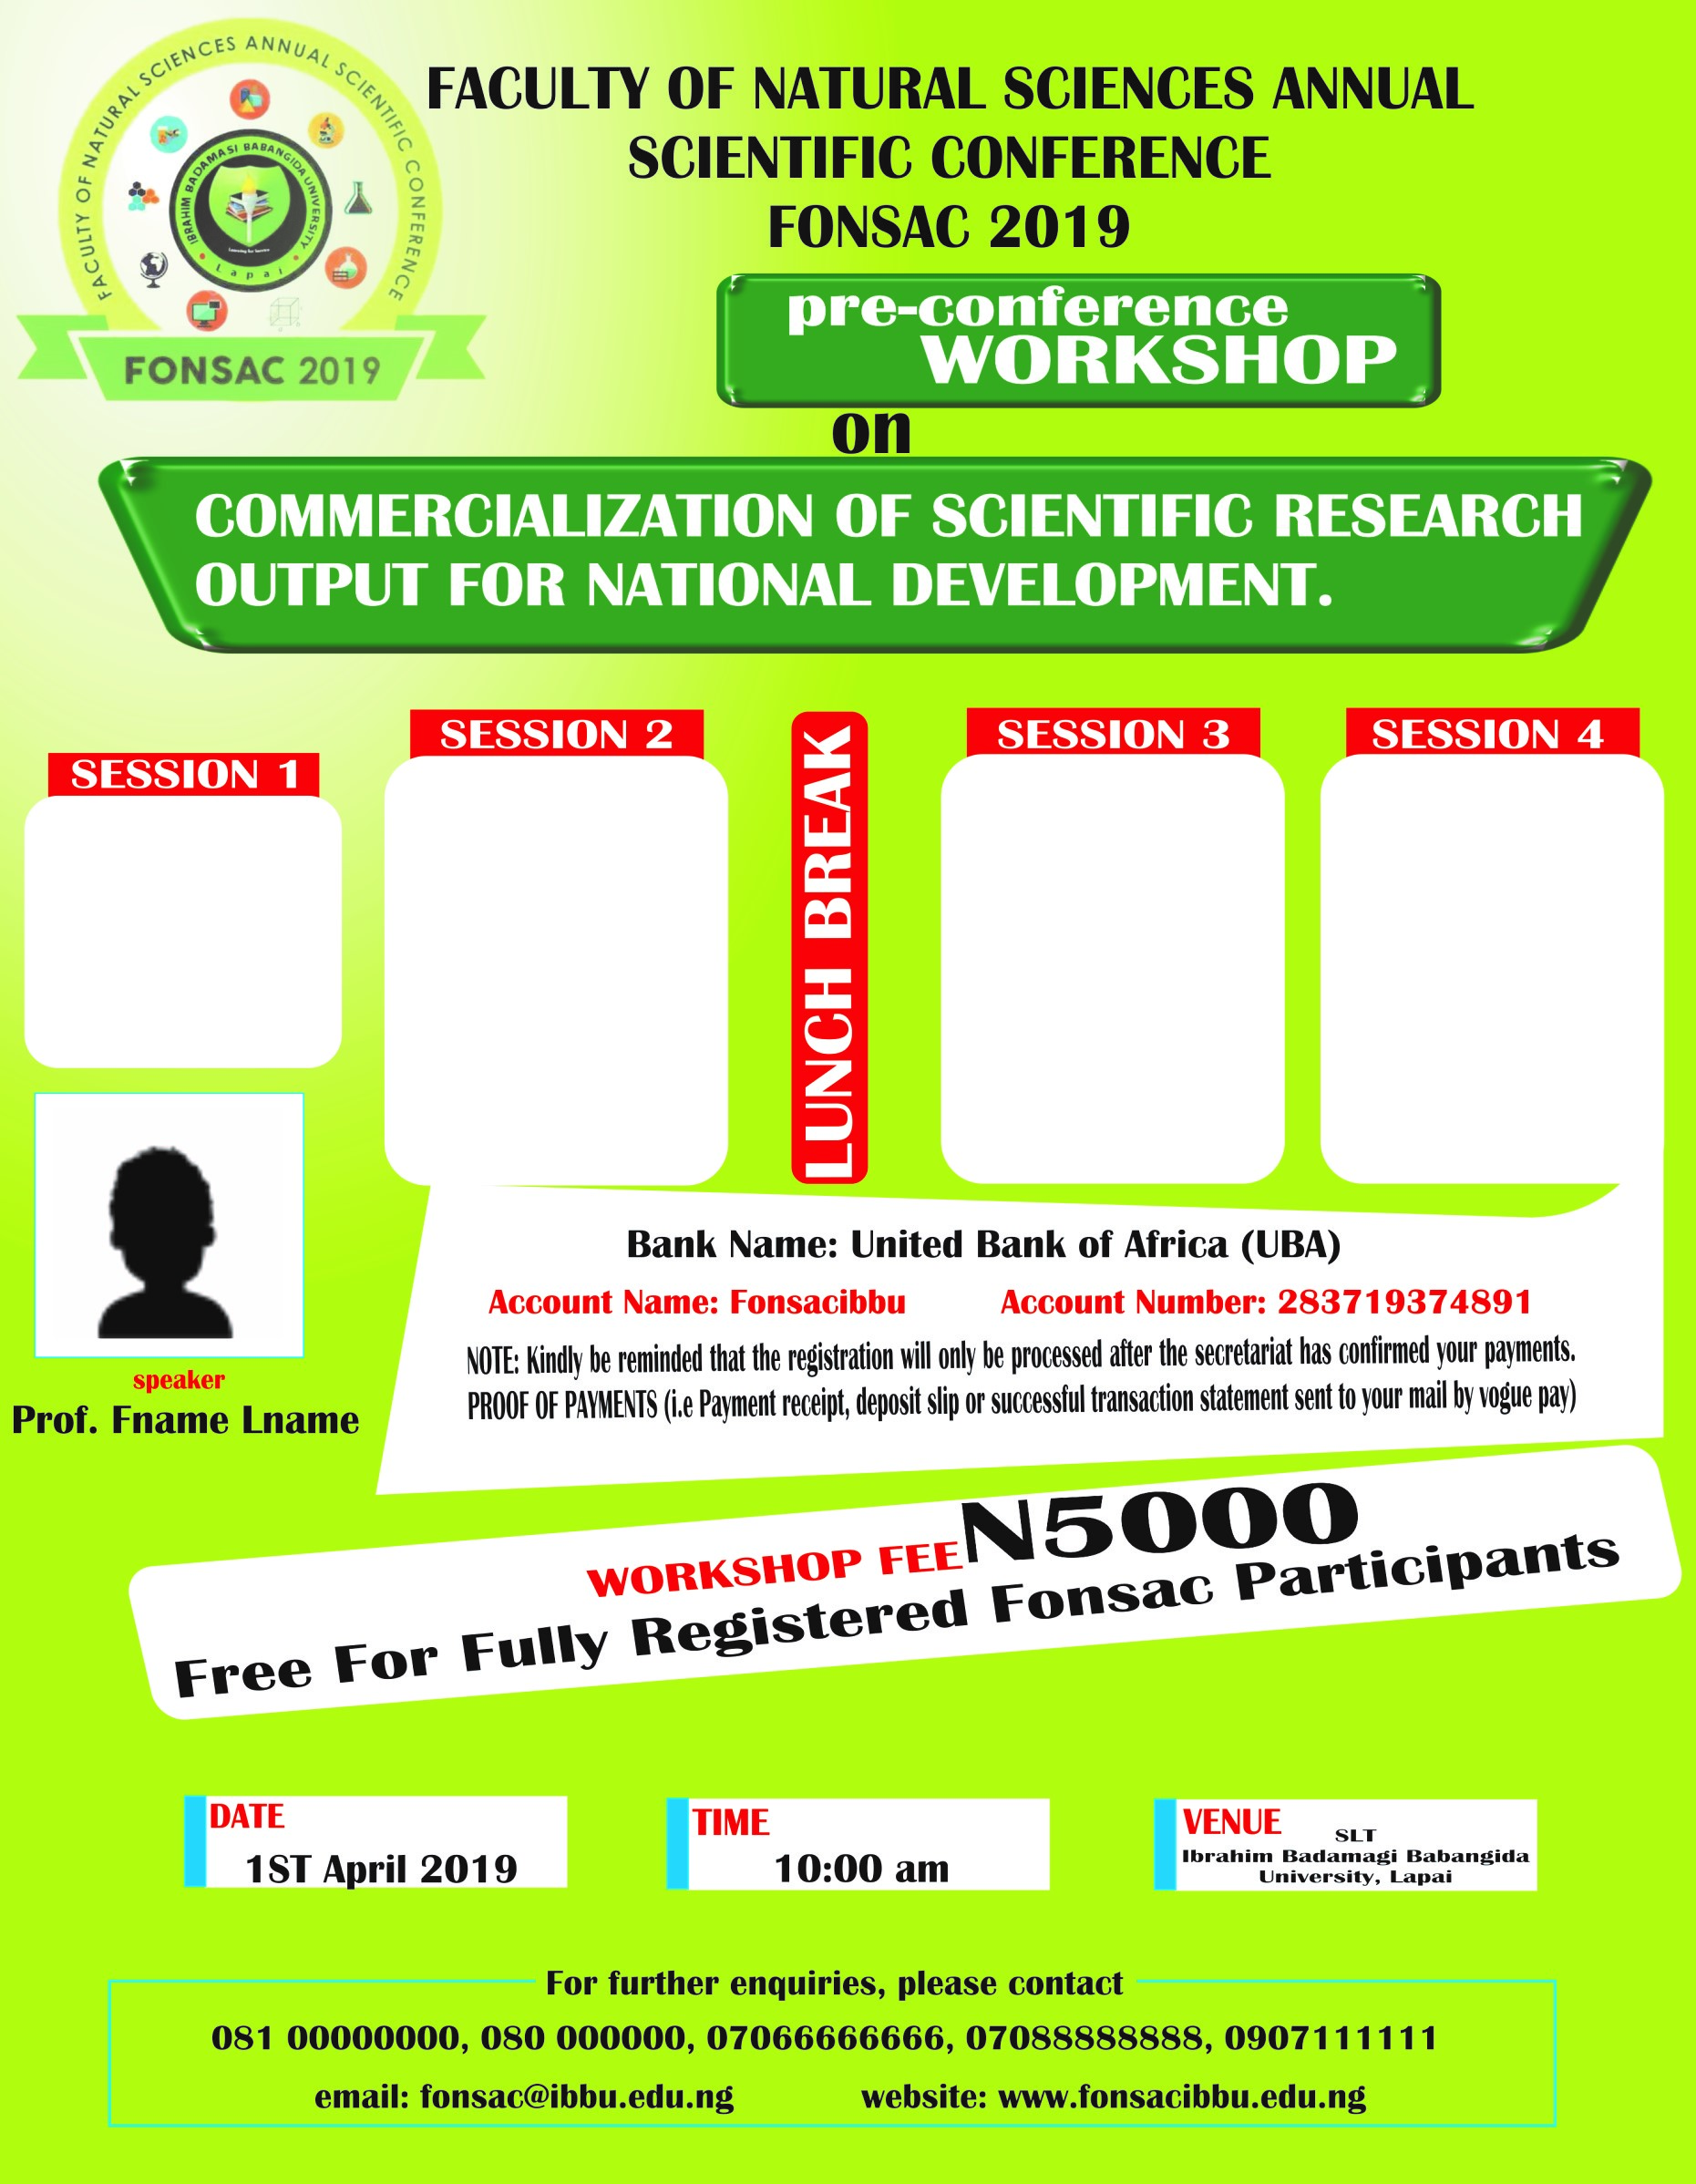 FACULTY OF NATURAL SCIENCES ANNUAL SCIENTIFIC CONFERENCE
IBRAHIM BADAMASI BABANGIDA UNIVERSITY
Learning for Service
Lapai
FONSAC 2019
FACULTY OF NATURAL SCIENCES ANNUAL
SCIENTIFIC CONFERENCE
FONSAC 2019
pre-conference
WORKSHOP
on
COMMERCIALIZATION OF SCIENTIFIC RESEARCH
OUTPUT FOR NATIONAL DEVELOPMENT.
SESSION 1
SESSION 2
LUNCH BREAK
SESSION 3
SESSION 4
speaker
Prof. Fname Lname
Bank Name: United Bank of Africa (UBA)
Account Name: Fonsacibbu Account Number: 283719374891
NOTE: Kindly be reminded that the registration will only be processed after the secretariat has confirmed your payments.
PROOF OF PAYMENTS (i.e Payment receipt, deposit slip or successful transaction statement sent to your mail by vogue pay)
WORKSHOP FEE N5000
Free For Fully Registered Fonsac Participants
DATE
1ST April 2019
TIME
10:00 am
VENUE
SLT
Ibrahim Badamagi Babangida
University, Lapai
For further enquiries, please contact
081 00000000, 080 000000, 07066666666, 07088888888, 0907111111
email: fonsac@ibbu.edu.ng website: www.fonsacibbu.edu.ng